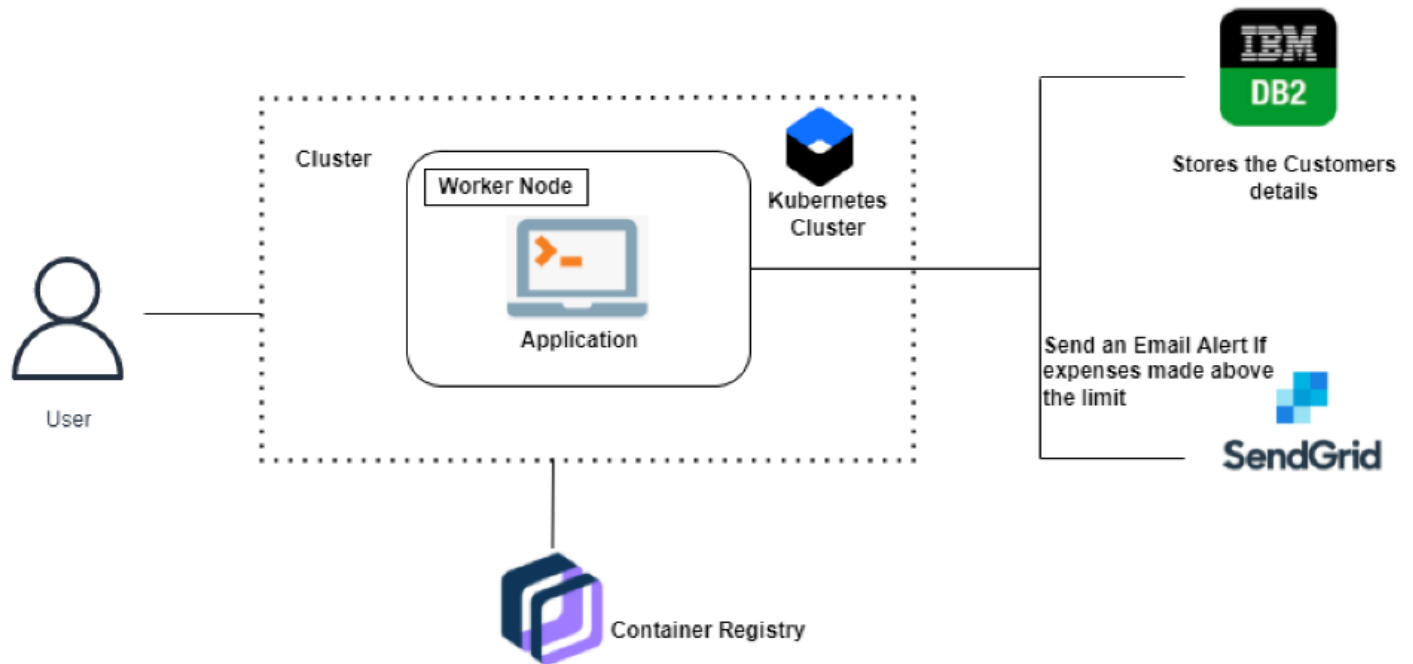 IBM
DB2
Stores the Customers
details
Cluster
Worker Node
Kubernetes
Cluster
Application
User
Send an Email Alert If
expenses made above
the limit
SendGrid
Container Registry